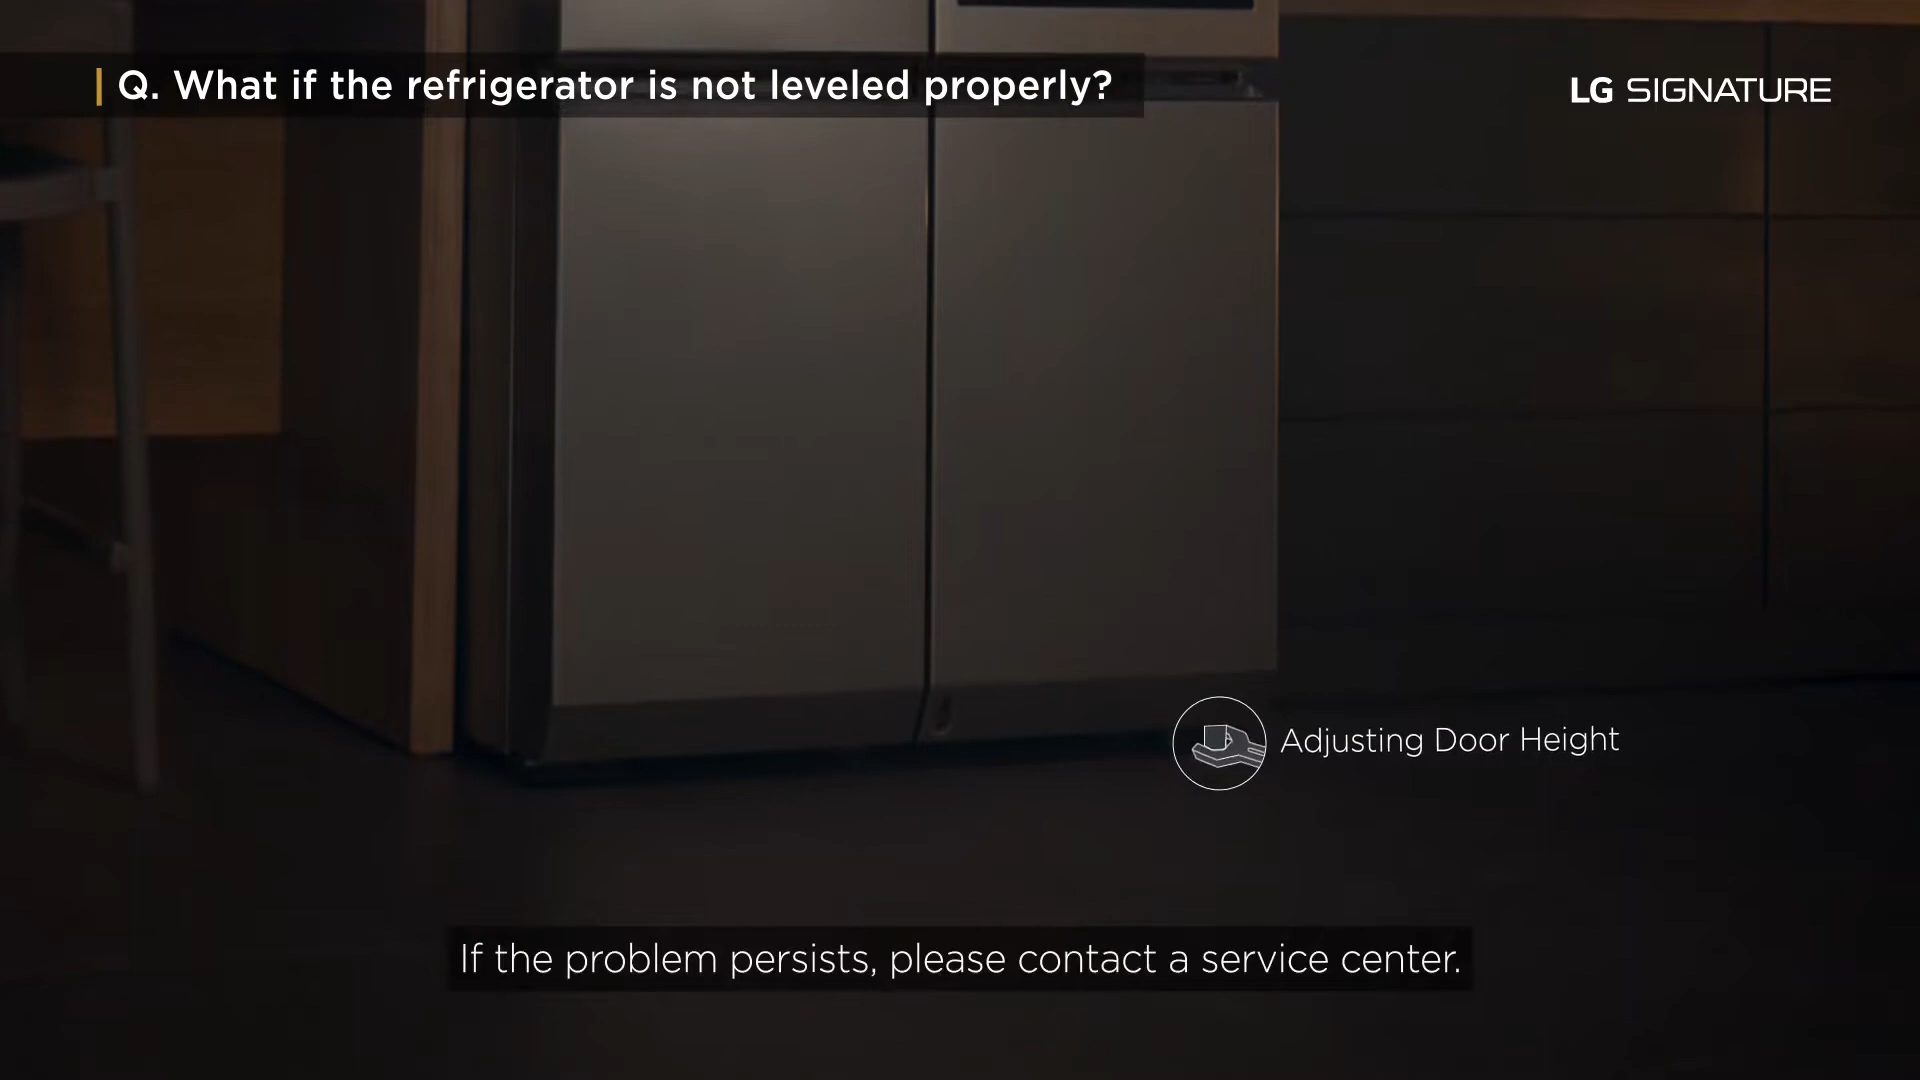 Q. What if the refrigerator is not leveled properly?
LG SIGNATURE
Adjusting Door Height
If the problem persists, please contact a service center.